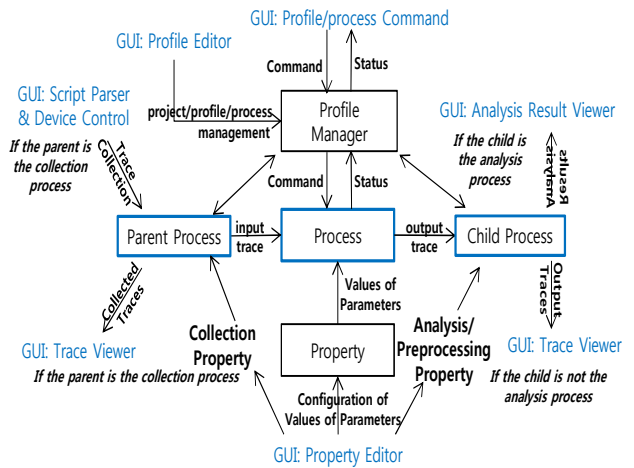 GUI: Profile/process Command
GUI: Profile Editor
Command
Status
GUI: Script Parser
& Device Control
project/profile/process
management
Profile
Manager
GUI: Analysis Result Viewer
If the parent is
the collection
process
Trace
Collection
If the child is
the analysis
process
Analysis
Results
Command
Status
Parent Process
input
trace
Process
output
trace
Child Process
Collected
Traces
Values of
Parameters
Output
Traces
Collection
Property
Property
Analysis/
Preprocessing
Property
GUI: Trace Viewer
If the parent is the collection process
GUI: Trace Viewer
If the child is not the
analysis process
Configuration of
Values of Parameters
GUI: Property Editor